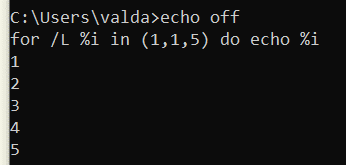 C:\Users\valda>echo off
for /L %i in (1,1,5) do echo %i
1
2
3
4
5